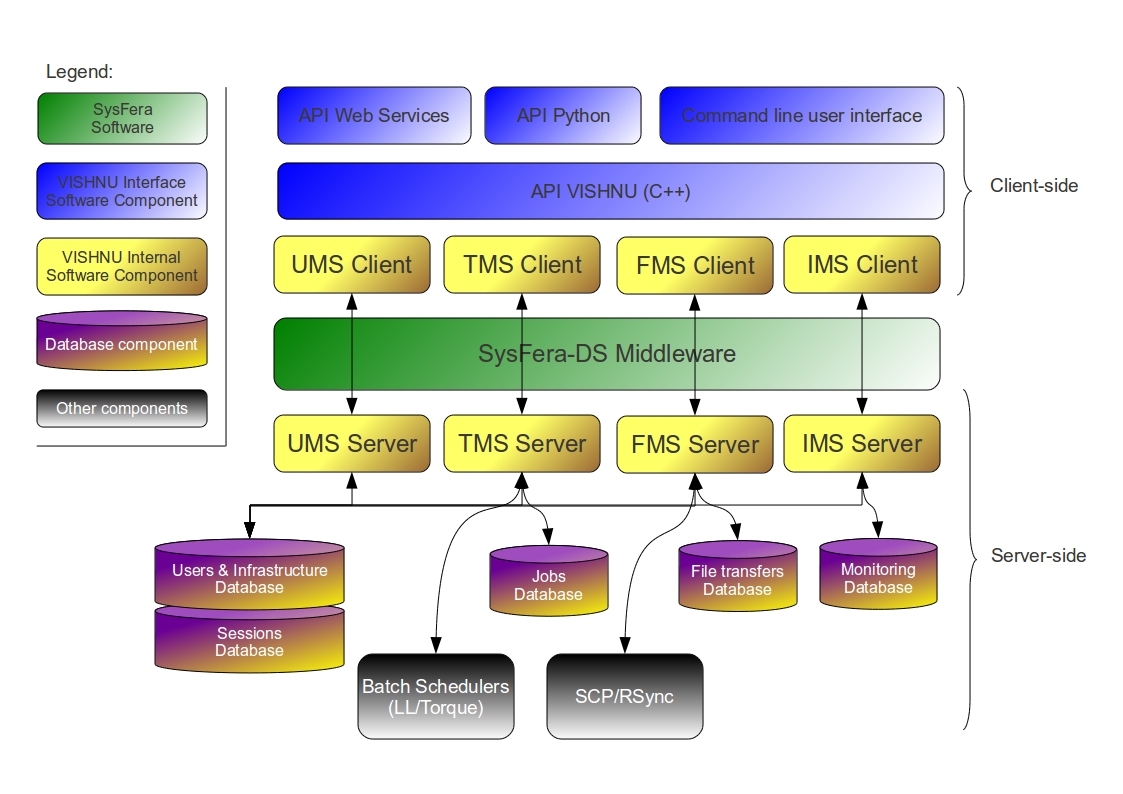 Legend:
SysFera
Software
VISHNU Interface
Software Component
VISHNU Internal
Software Component
Database component
Other components
API Web Services
API Python
Command line user interface
API VISHNU (C++)
UMS Client
TMS Client
FMS Client
IMS Client
Client-side
SysFera-DS Middleware
UMS Server
TMS Server
FMS Server
IMS Server
Users & Infrastructure
Database
Sessions
Database
Jobs
Database
File transfers
Database
Monitoring
Database
Server-side
Batch Schedulers
(LL/Torque)
SCP/RSync